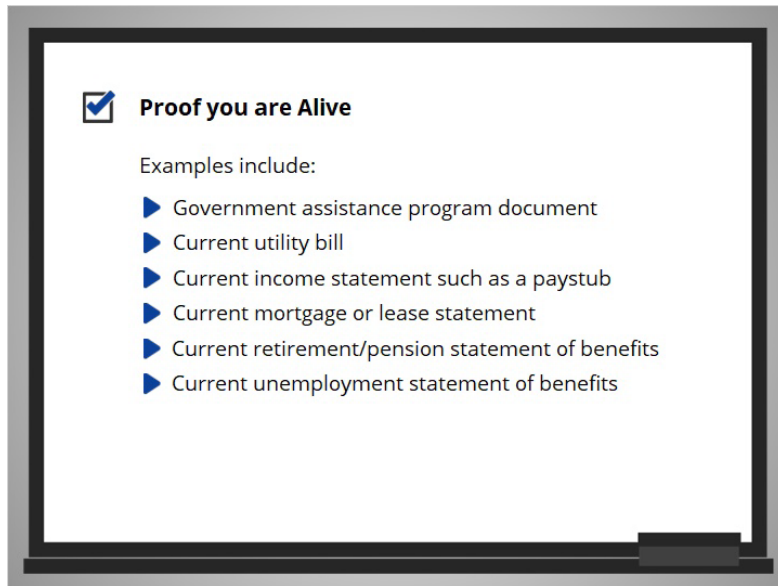 Proof you are Alive
Examples include:
Government assistance program document
Current utility bill
Current income statement such as a paystub
Current mortgage or lease statement
Current retirement/pension statement of benefits
Current unemployment statement of benefits